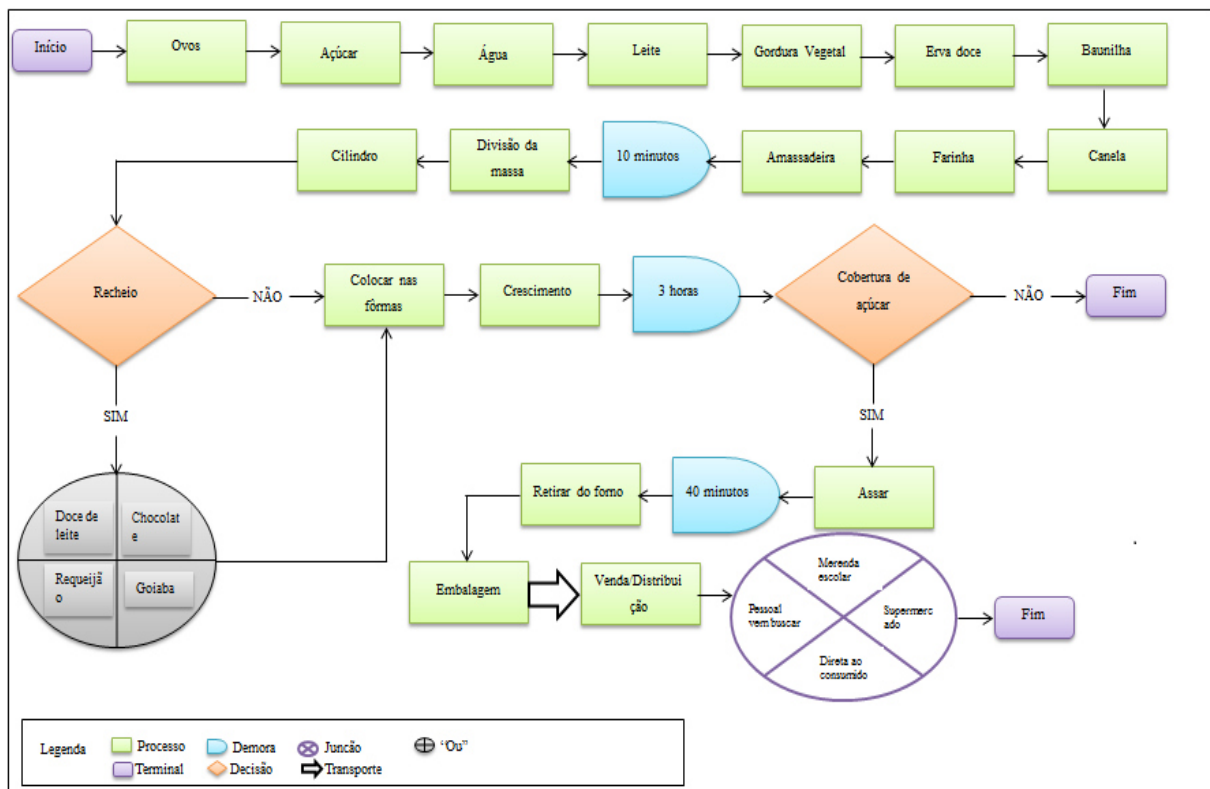 Início
Ovos
Açúcar
Água
Leite
Gordura Vegetal
Erva doce
Baunilha
Cilindro
Divisão da
massa
10 minutos
Amassadeira
Farinha
Canela
Recheio
NÃO
Colocar nas
fôrmas
Crescimento
3 horas
Cobertura de
açúcar
NÃO
Fim
SIM
SIM
Doce de
leite
Chocolat
e
Requeijã
o
Goiaba
Retirar do forno
40 minutos
Assar
Embalagem
Venda/Distribui
ção
Merenda
escolar
Pessoal
vem buscar
Supermerc
ado
Direta ao
consumido
Fim
Legenda
Processo
Demora
Juncão
"Ou"
Terminal
Decisão
Transporte